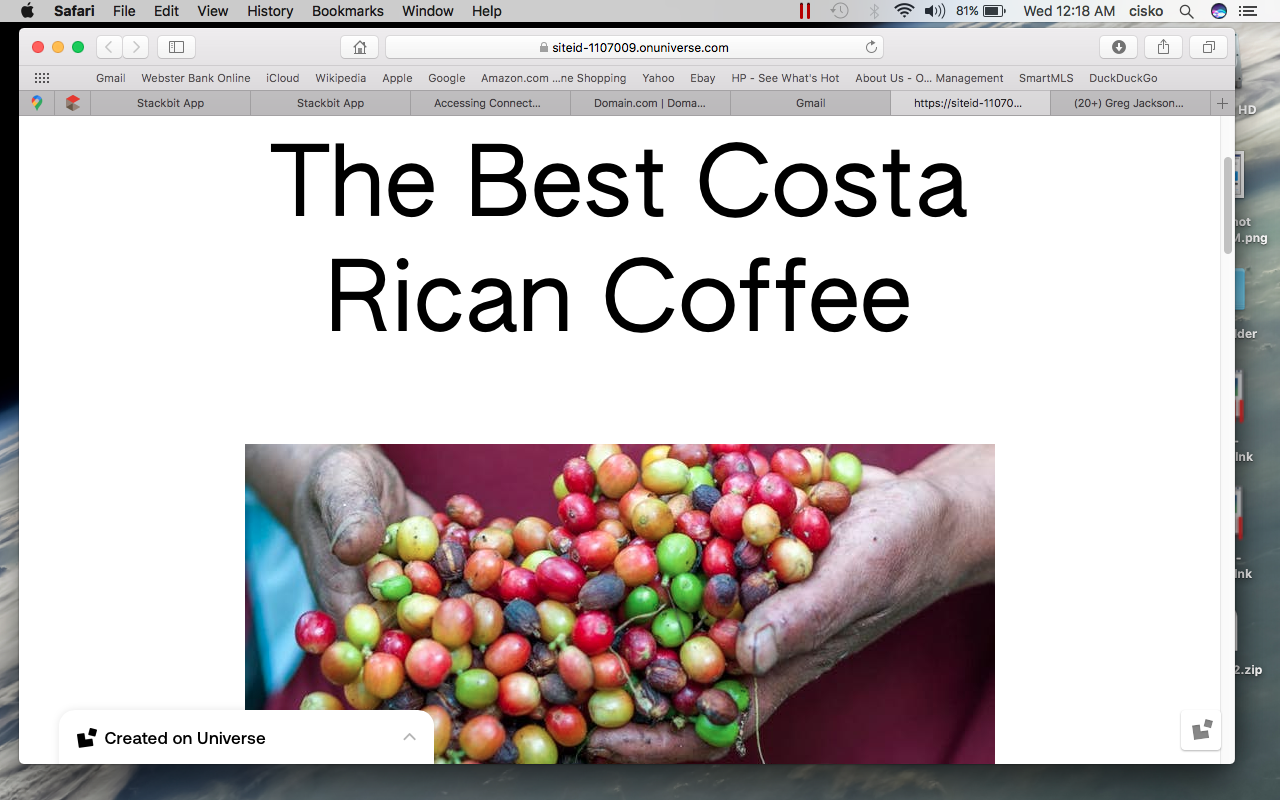 Safari File Edit View History Bookmarks Window Help 81% Wed 12:18 AM cisko
siteid-1107009.onuniverse.com
Gmail Webster Bank Online iCloud Wikipedia Apple Google Amazon.com ...ne Shopping Yahoo Ebay HP - See What's Hot About Us - O... Management SmartMLS DuckDuckGo
Stackbit App Stackbit App Accessing Connect... Domain.com | Doma... Gmail https://siteid-11070... (20+) Greg Jackson...
HD
The Best Costa
Rican Coffee
not
M.png
lder
Ink
Ink
2.zip
Created on Universe